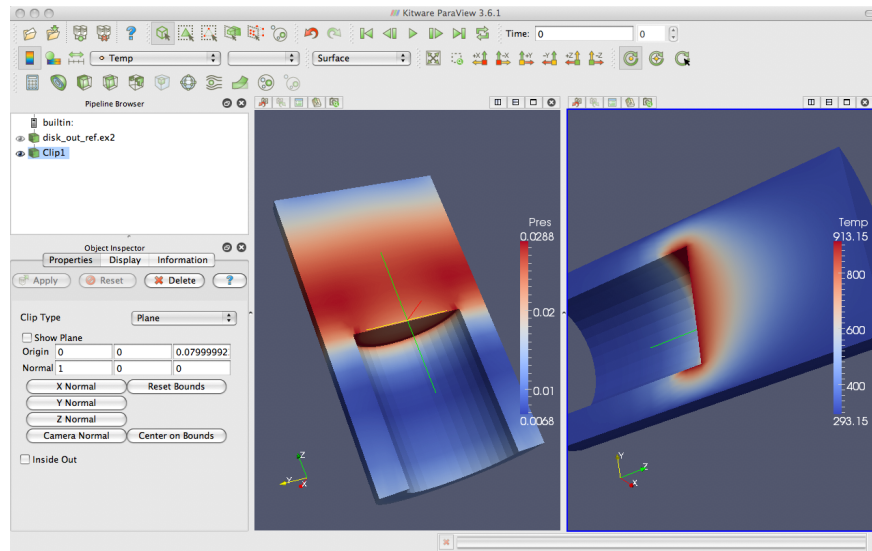 Kitware ParaView 3.6.1
Time: 0 0
Temp Surface
+X -X +Y -Y +Z -Z
Pipeline Browser
builtin:
disk_out_ref.ex2
Clip1
Object Inspector
Properties Display Information
Apply Reset Delete ?
Clip Type Plane
Show Plane
Origin 0 0 0.07999992
Normal 1 0 0
X Normal Reset Bounds
Y Normal
Z Normal
Camera Normal Center on Bounds
Inside Out
Pres
0.0288
0.02
0.01
0.0068
Z
Y
X
Temp
913.15
800
600
400
293.15
Y
Z
X